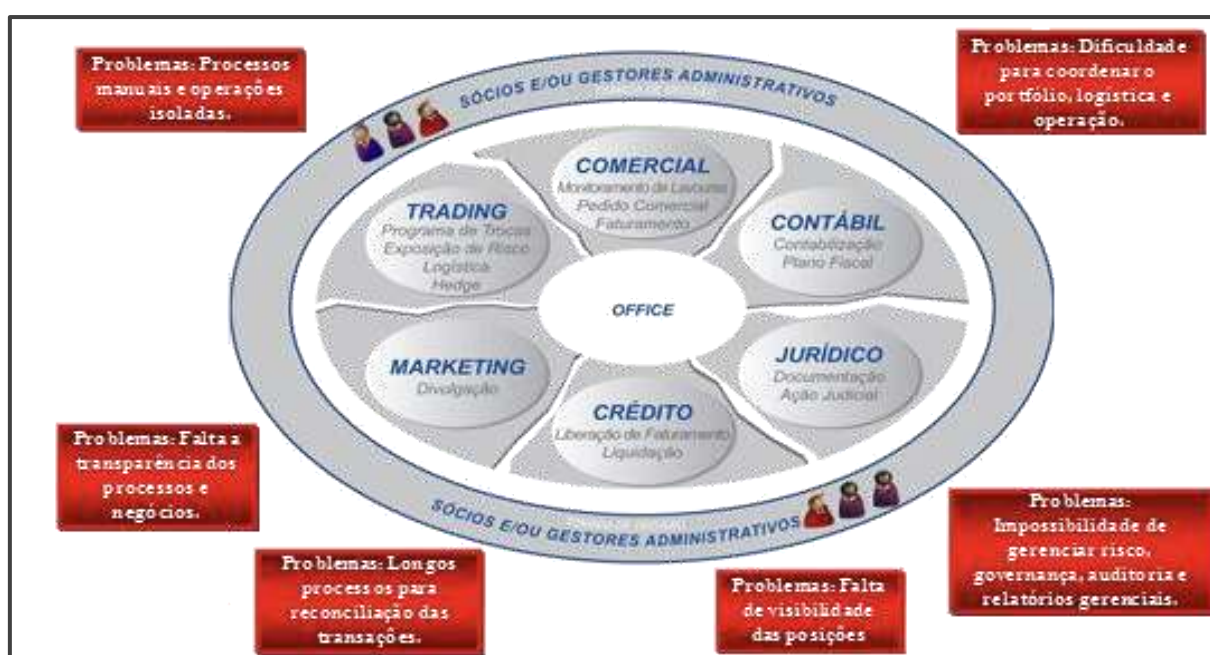 Problemas: Processos
manuais e operações
isoladas.
Problemas: Dificuldade
para coordenar o
portfólio, logística e
operação.
SÓCIOS E/OU GESTORES ADMINISTRATIVOS
COMERCIAL
Monitoramento de Lavouras
Pedido Comercial
Faturamento
TRADING
Programa de Trocas
Exposição de Risco
Logística
Hedge
CONTÁBIL
Contabilização
Plano Fiscal
OFFICE
MARKETING
Divulgação
JURÍDICO
Documentação
Ação Judicial
CRÉDITO
Liberação de Faturamento
Liquidação
Problemas: Falta a
transparência dos
processos e
negócios.
SÓCIOS E/OU GESTORES ADMINISTRATIVOS
Problemas:
Impossibilidade de
gerenciar risco,
governança, auditoria e
relatórios gerenciais.
Problemas: Longos
processos para
reconciliação das
transações.
Problemas: Falta
de visibilidade
das posições